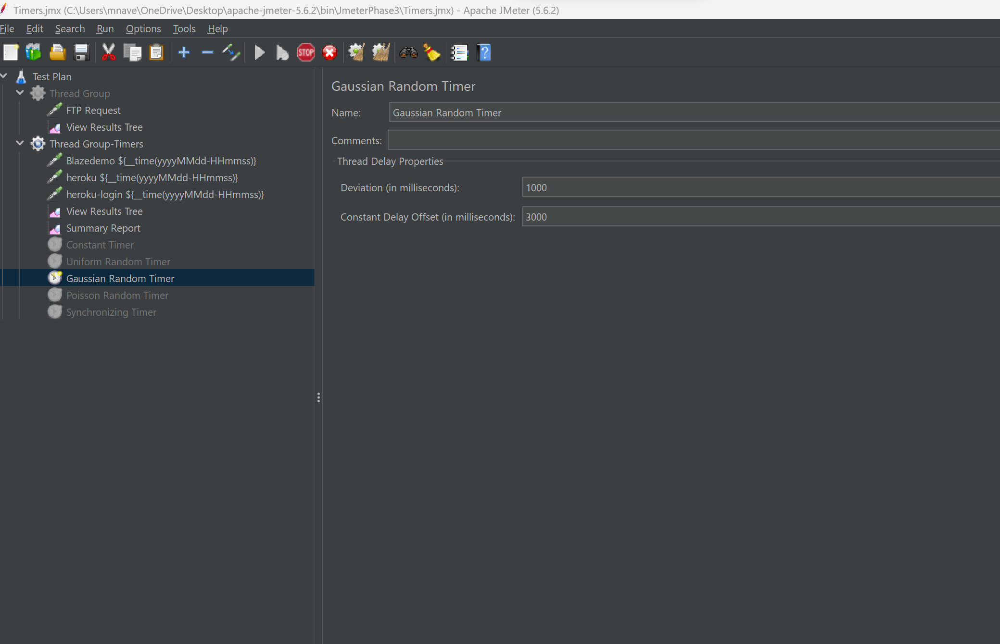 Timers.jmx (C:\Users\mnave\OneDrive\Desktop\apache-jmeter-5.6.2\bin\JmeterPhase3\Timers.jmx) - Apache JMeter (5.6.2)
File Edit Search Run Options Tools Help
STOP
Test Plan
Thread Group
FTP Request
View Results Tree
Thread Group-Timers
Blazedemo ${__time(yyyyMMdd-HHmmss)}
heroku ${__time(yyyyMMdd-HHmmss)}
heroku-login ${__time(yyyyMMdd-HHmmss)}
View Results Tree
Summary Report
Constant Timer
Uniform Random Timer
Gaussian Random Timer
Poisson Random Timer
Synchronizing Timer
Gaussian Random Timer
Name: Gaussian Random Timer
Comments:
Thread Delay Properties
Deviation (in milliseconds): 1000
Constant Delay Offset (in milliseconds): 3000